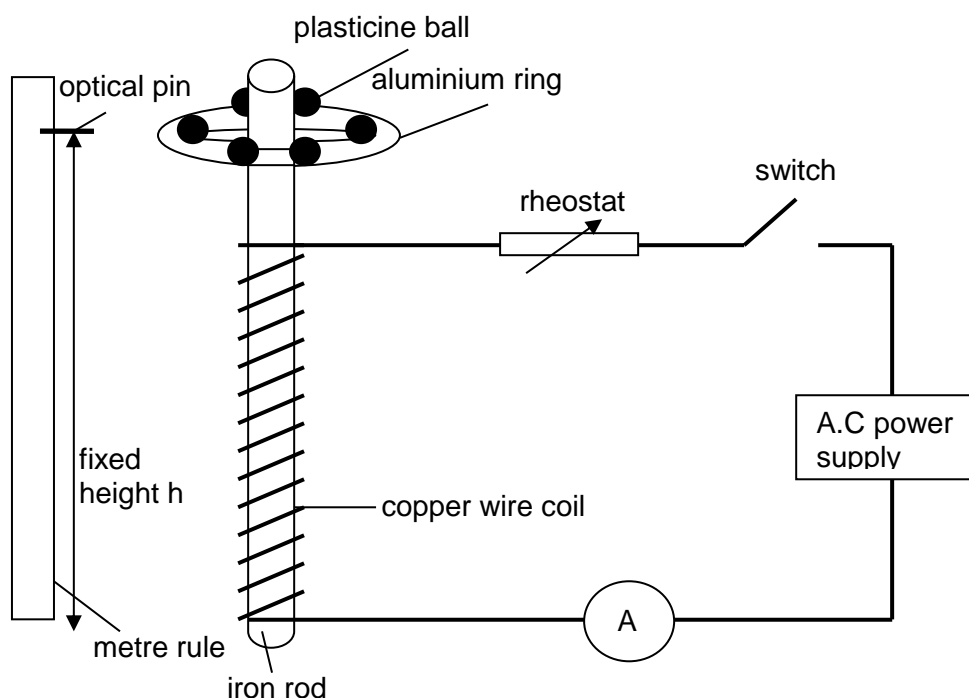 plasticine ball
aluminium ring
optical pin
switch
rheostat
A.C power
supply
fixed
height h
copper wire coil
A
metre rule
iron rod